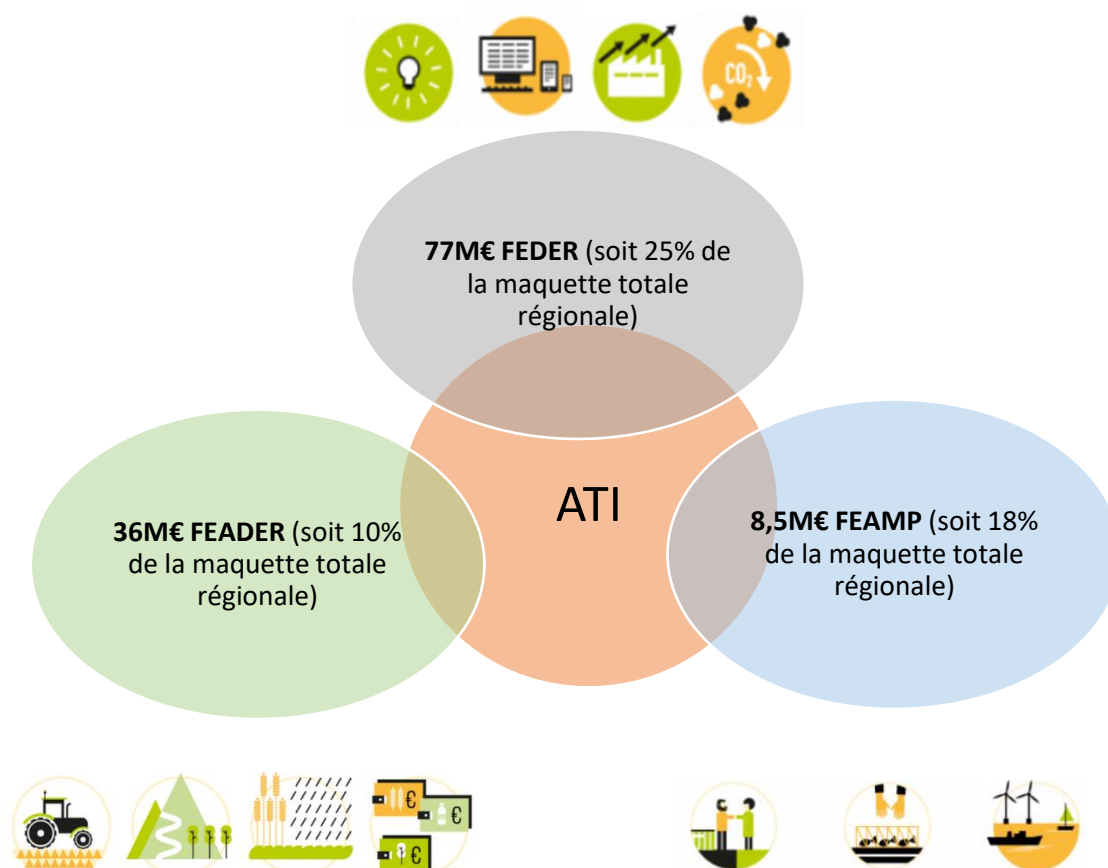 CO₂
77M€ FEDER (soit 25% de
la maquette totale
régionale)
ATI
36M€ FEADER (soit 10%
de la maquette totale
régionale)
8,5M€ FEAMP (soit 18%
de la maquette totale
régionale)
€
€
€